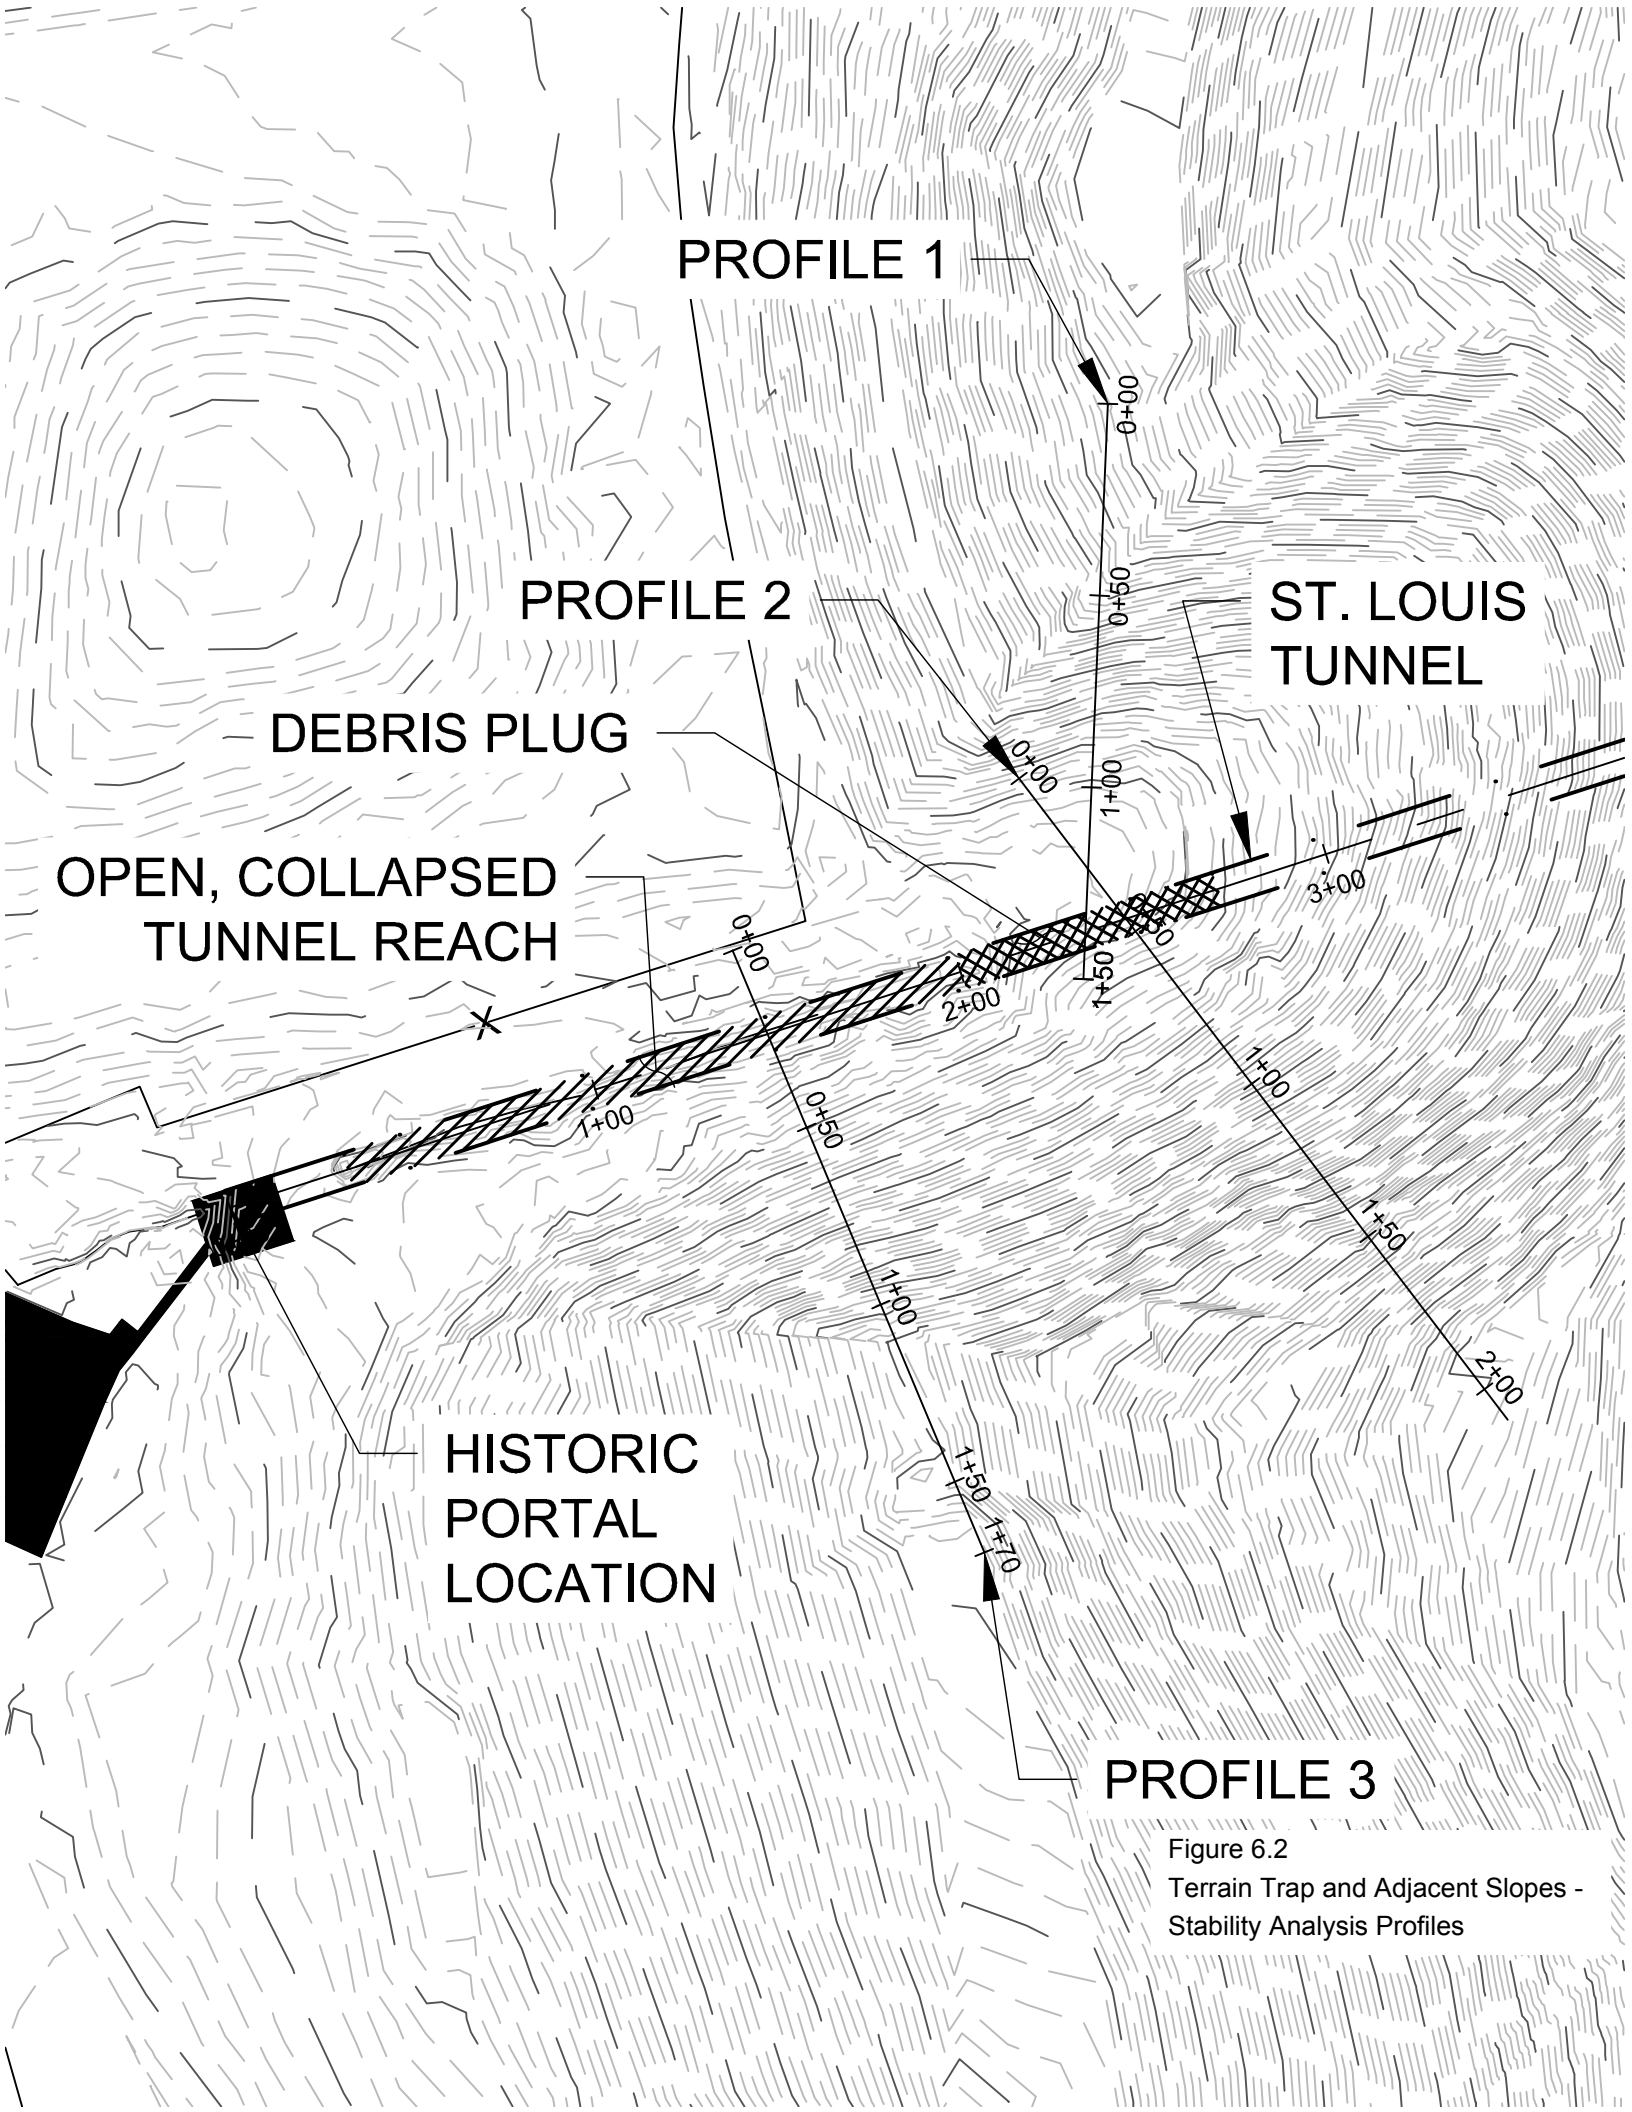 PROFILE 1
0+00
0+50
PROFILE 2
ST. LOUIS
TUNNEL
DEBRIS PLUG
0+00
1+00
OPEN, COLLAPSED
TUNNEL REACH
3+00
0+00
0+50
1+50
2+00
X
1+00
1+00
0+50
1+50
1+00
2+00
HISTORIC
PORTAL
LOCATION
1+50
1+70
PROFILE 3
Figure 6.2
Terrain Trap and Adjacent Slopes -
Stability Analysis Profiles